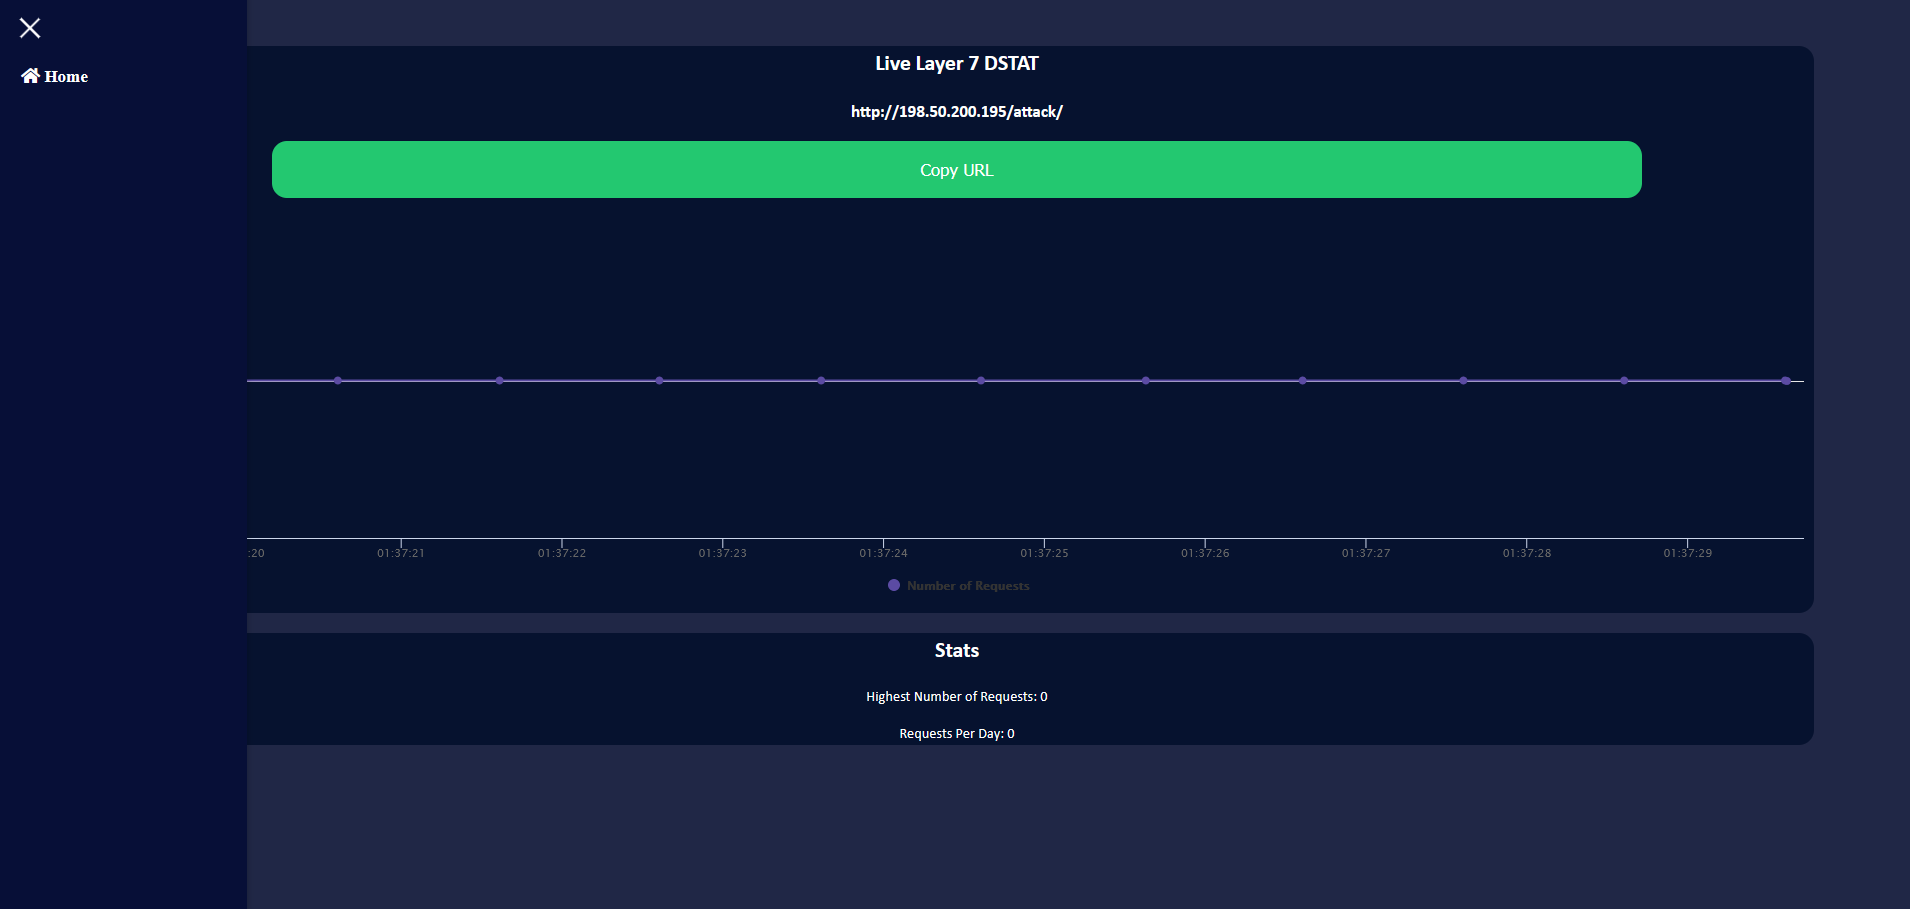 Home
Live Layer 7 DSTAT
http://198.50.200.195/attack/
Copy URL
:20 01:37:21 01:37:22 01:37:23 01:37:24 01:37:25 01:37:26 01:37:27 01:37:28 01:37:29
Number of Requests
Stats
Highest Number of Requests: 0
Requests Per Day: 0